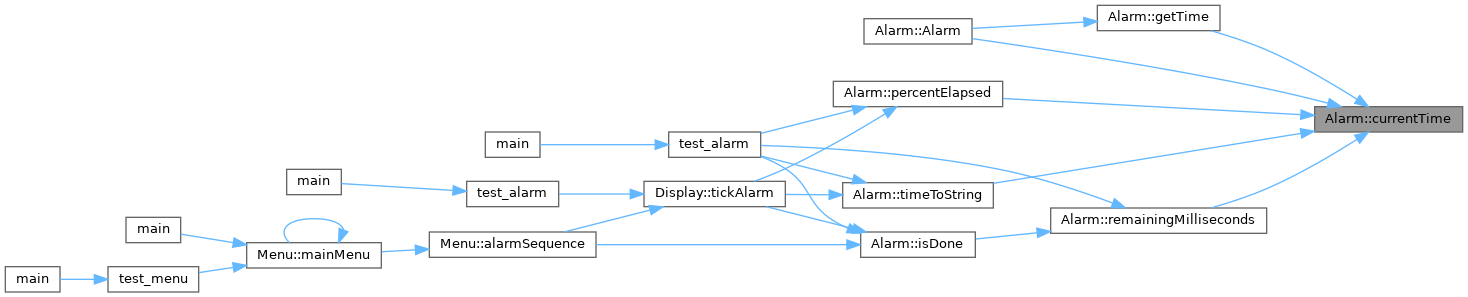 Alarm::getTime
Alarm::Alarm
Alarm::percentElapsed
Alarm::currentTime
main
test_alarm
main
test_alarm
Display::tickAlarm
Alarm::timeToString
Alarm::remainingMilliseconds
main
Menu::mainMenu
Menu::alarmSequence
Alarm::isDone
main
test_menu